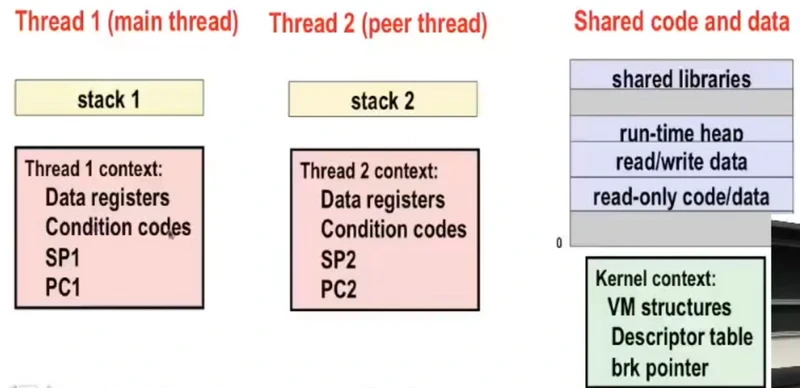 Thread 1 (main thread)
stack 1
Thread 1 context:
Data registers
Condition codes
SP1
PC1
Thread 2 (peer thread)
stack 2
Thread 2 context:
Data registers
Condition codes
SP2
PC2
Shared code and data
shared libraries
run-time heap
read/write data
read-only code/data
0
Kernel context:
VM structures
Descriptor table
brk pointer